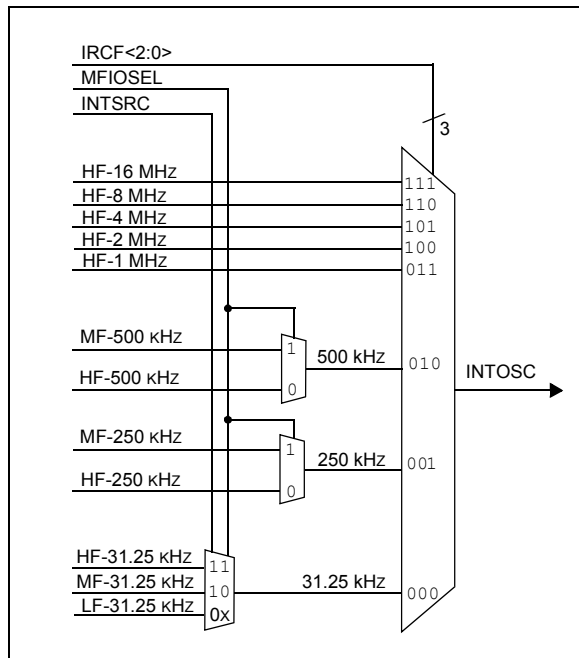 IRCF<2:0>
MFIOSEL
INTSRC
3
HF-16 MHZ
111
HF-8 MHZ
110
HF-4 MHZ
101
HF-2 MHZ
100
HF-1 MHZ
011
MF-500 KHZ
1
500 kHZ
010
HF-500 KHZ
0
INTOSC
MF-250 KHZ
1
250 kHZ
001
HF-250 KHZ
0
HF-31.25 KHZ
11
MF-31.25 KHZ
10
31.25 kHZ
000
LF-31.25 KHZ
0X